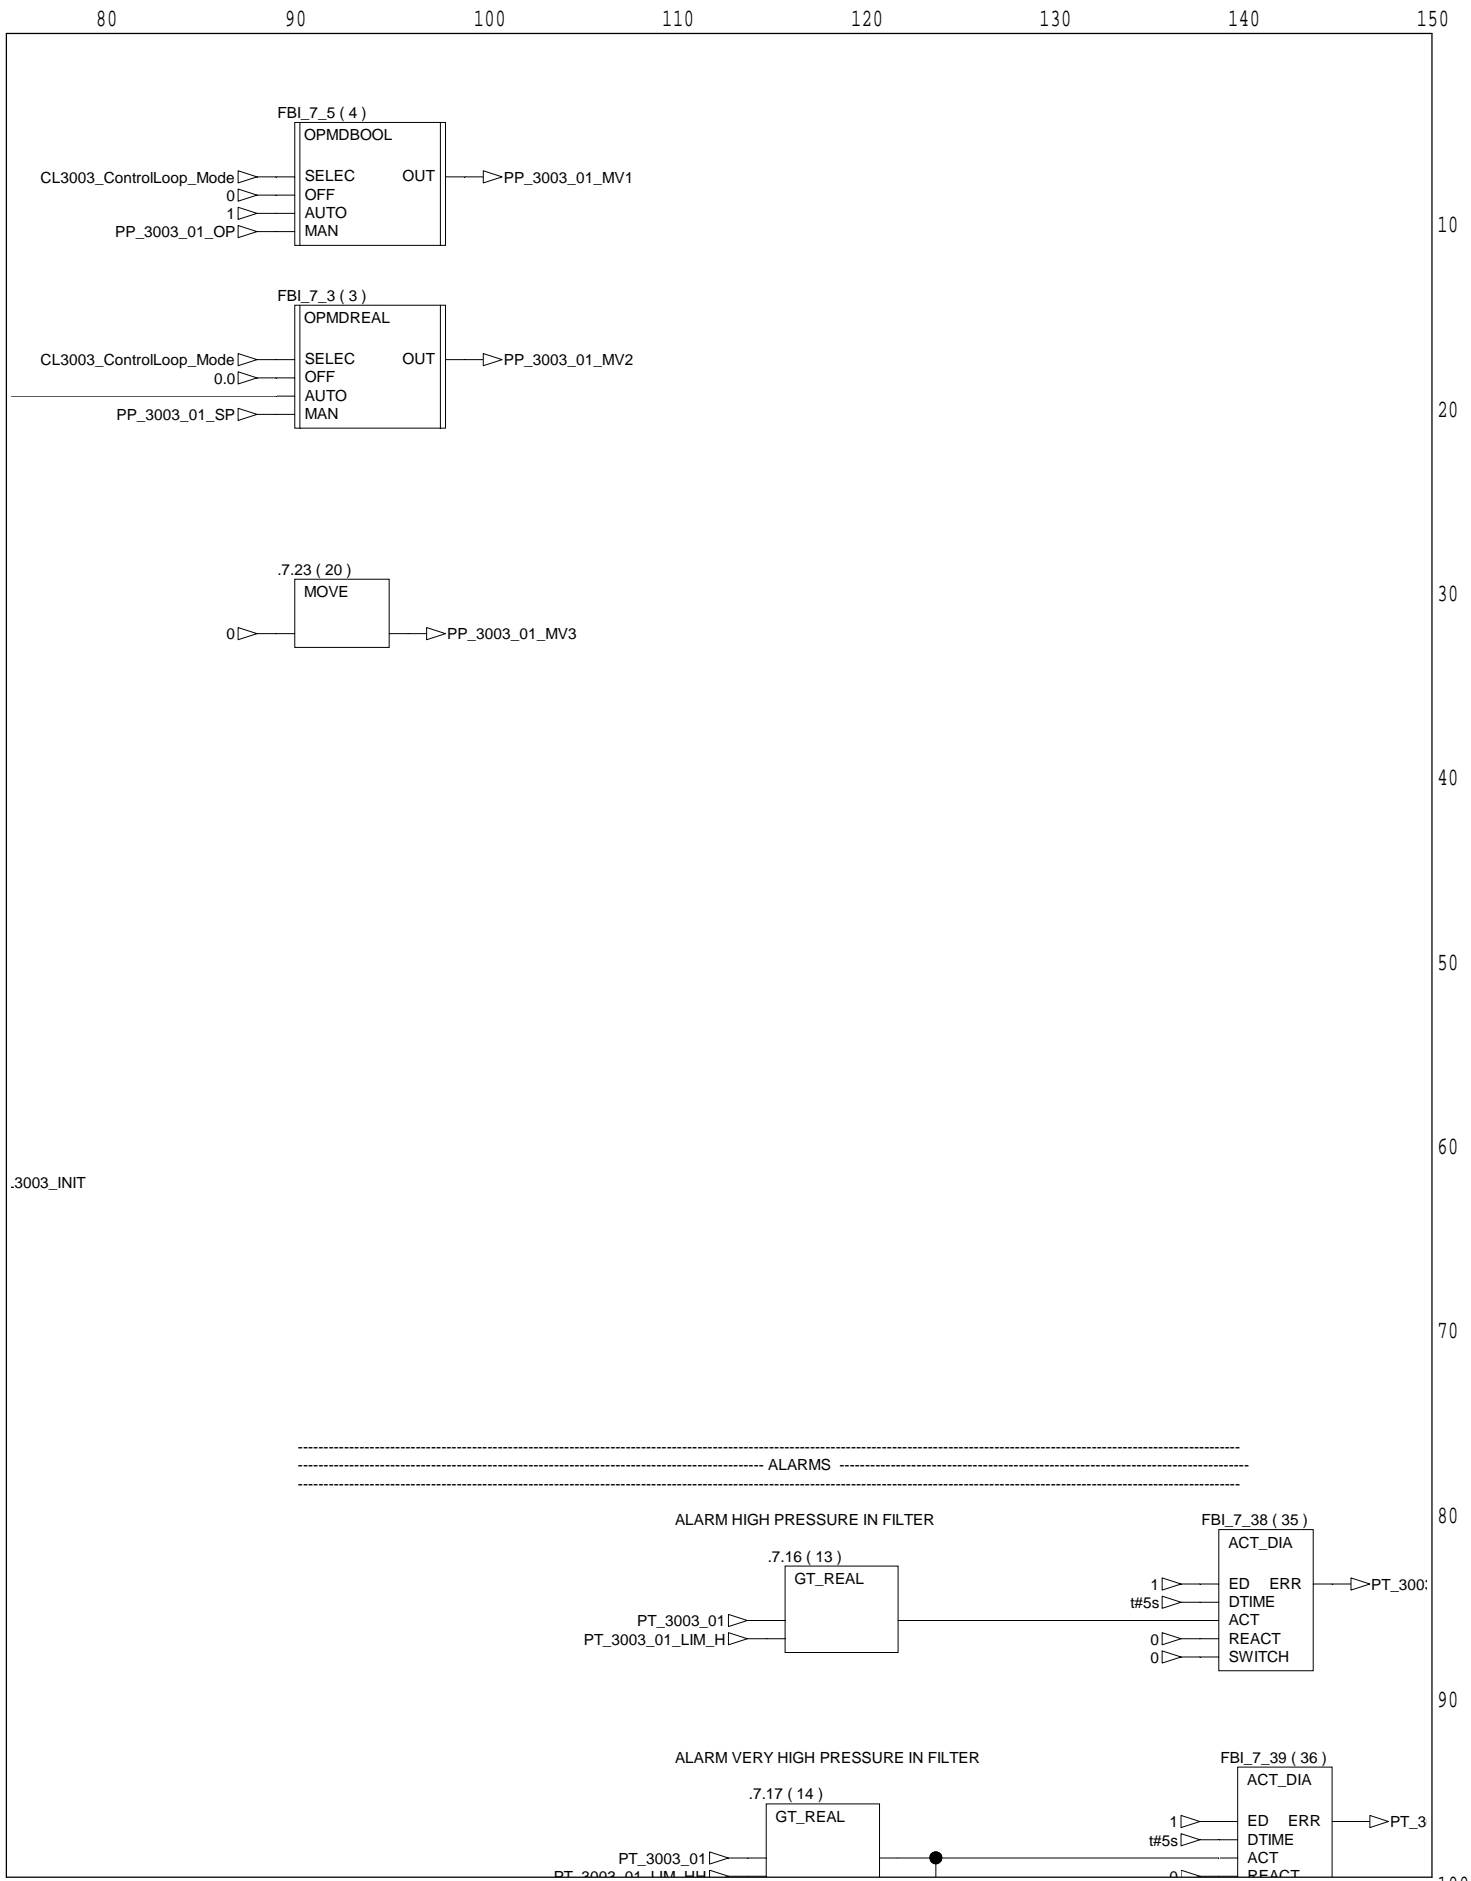 80 90 100 110 120 130 140 150
FBI_7_5 ( 4 )
OPMDBOOL
CL3003_ControlLoop_Mode SELEC OUT PP_3003_01_MV1
0 OFF
1 AUTO
PP_3003_01_OP MAN
10
FBI_7_3 ( 3 )
OPMDREAL
CL3003_ControlLoop_Mode SELEC OUT PP_3003_01_MV2
0.0 OFF
AUTO
PP_3003_01_SP MAN
20
.7.23 ( 20 )
MOVE
30
0 PP_3003_01_MV3
40
50
60
.3003_INIT
70
---------- ALARMS ----------
ALARM HIGH PRESSURE IN FILTER
80
FBI_7_38 ( 35 )
ACT_DIA
.7.16 ( 13 )
GT_REAL
1 ED ERR PT_3003
t#5s DTIME
PT_3003_01 ACT
PT_3003_01_LIM_H 0 REACT
0 SWITCH
90
ALARM VERY HIGH PRESSURE IN FILTER
FBI_7_39 ( 36 )
ACT_DIA
.7.17 ( 14 )
GT_REAL
1 ED ERR PT_3
t#5s DTIME
PT_3003_01 ACT
PT_3003_01_LIM_HH 0 REACT
100